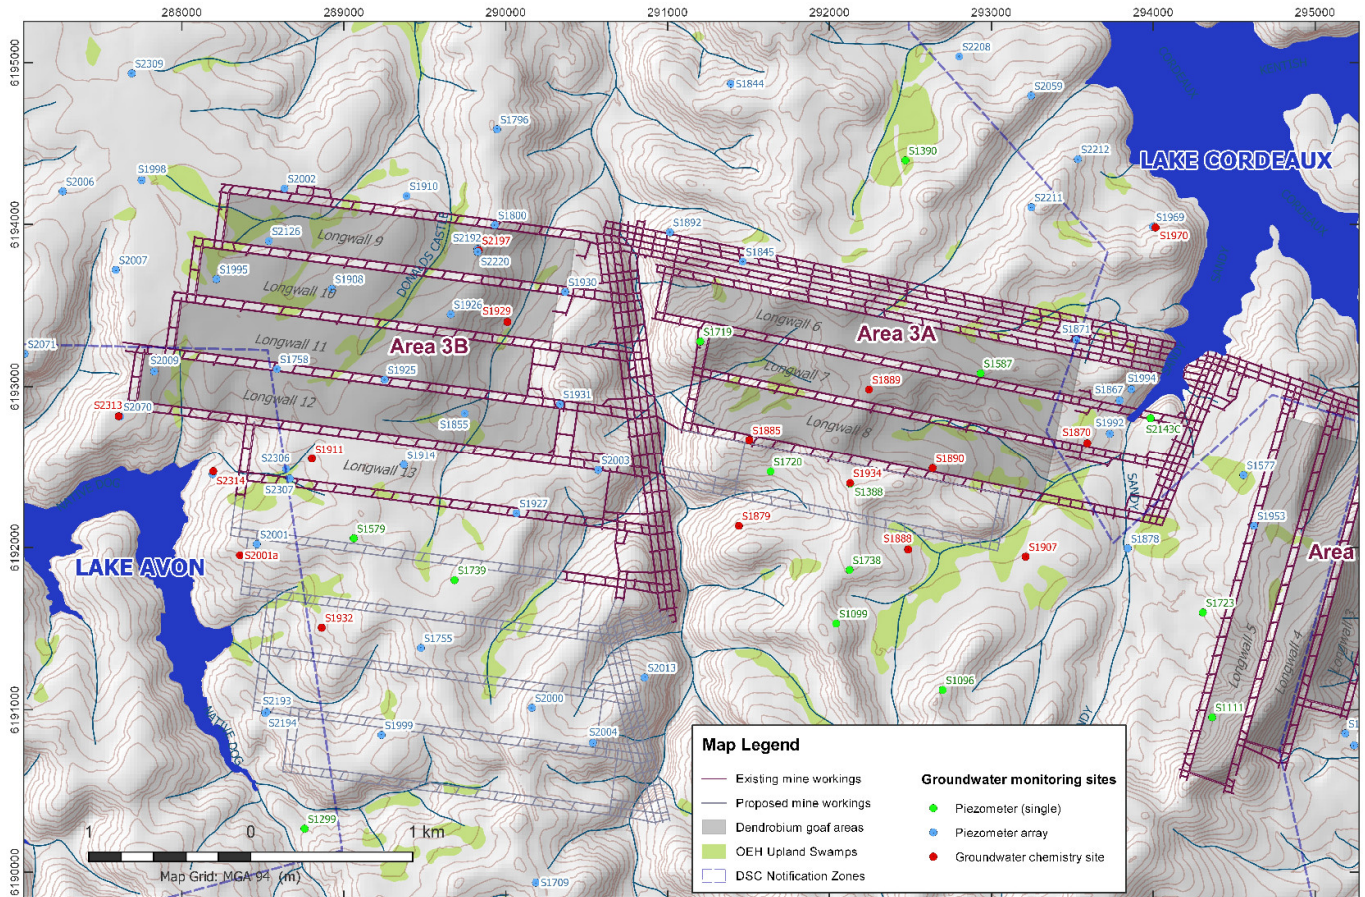 288000 289000 290000 291000 292000 293000 294000 295000
6195000
6194000
6193000
6192000
6191000
6190000
S2309
S1844
S2208
S2059
S1796
S1390
S2212
LAKE CORDEAUX
S1998
S2006
S2002
S1910
S2211
S1800
S1892
S1969
S1970
S2126
Longwall 9
S2192
S2197
S2220
S1845
DONALDS CASTLE
S2007
S1995
S1908
Longwall 10
S1930
S1926
S1929
Longwall 6
Area 3A
S1871
S1719
Longwall 11
Area 3B
S2071
S2009
S1758
S1925
S1587
Longwall 7
S1889
S1867
S1994
S2313
S2070
Longwall 12
S1931
S1855
Longwall 8
S1885
S1870
S1992
S2143C
S1911
S1914
Longwall 13
S2306
S2307
S2314
S2003
S1720
S1934
S1388
S1890
SANDY
S1577
S1927
S1879
S1953
S2001
S1579
S2001a
LAKE AVON
S1888
S1907
S1878
Area
S1739
S1738
S1932
S1755
S1099
S1723
Longwall 5
Longwall 4
Longwall 3
S2013
S1096
S2193
S2194
S2000
S1999
S2004
S1111
NATIVE DOG
S1299
S1709
1 0 1 km
Map Grid: MGA 94 (m)
Map Legend
Existing mine workings
Proposed mine workings
Dendrobium goaf areas
OEH Upland Swamps
DSC Notification Zones
Groundwater monitoring sites
Piezometer (single)
Piezometer array
Groundwater chemistry site